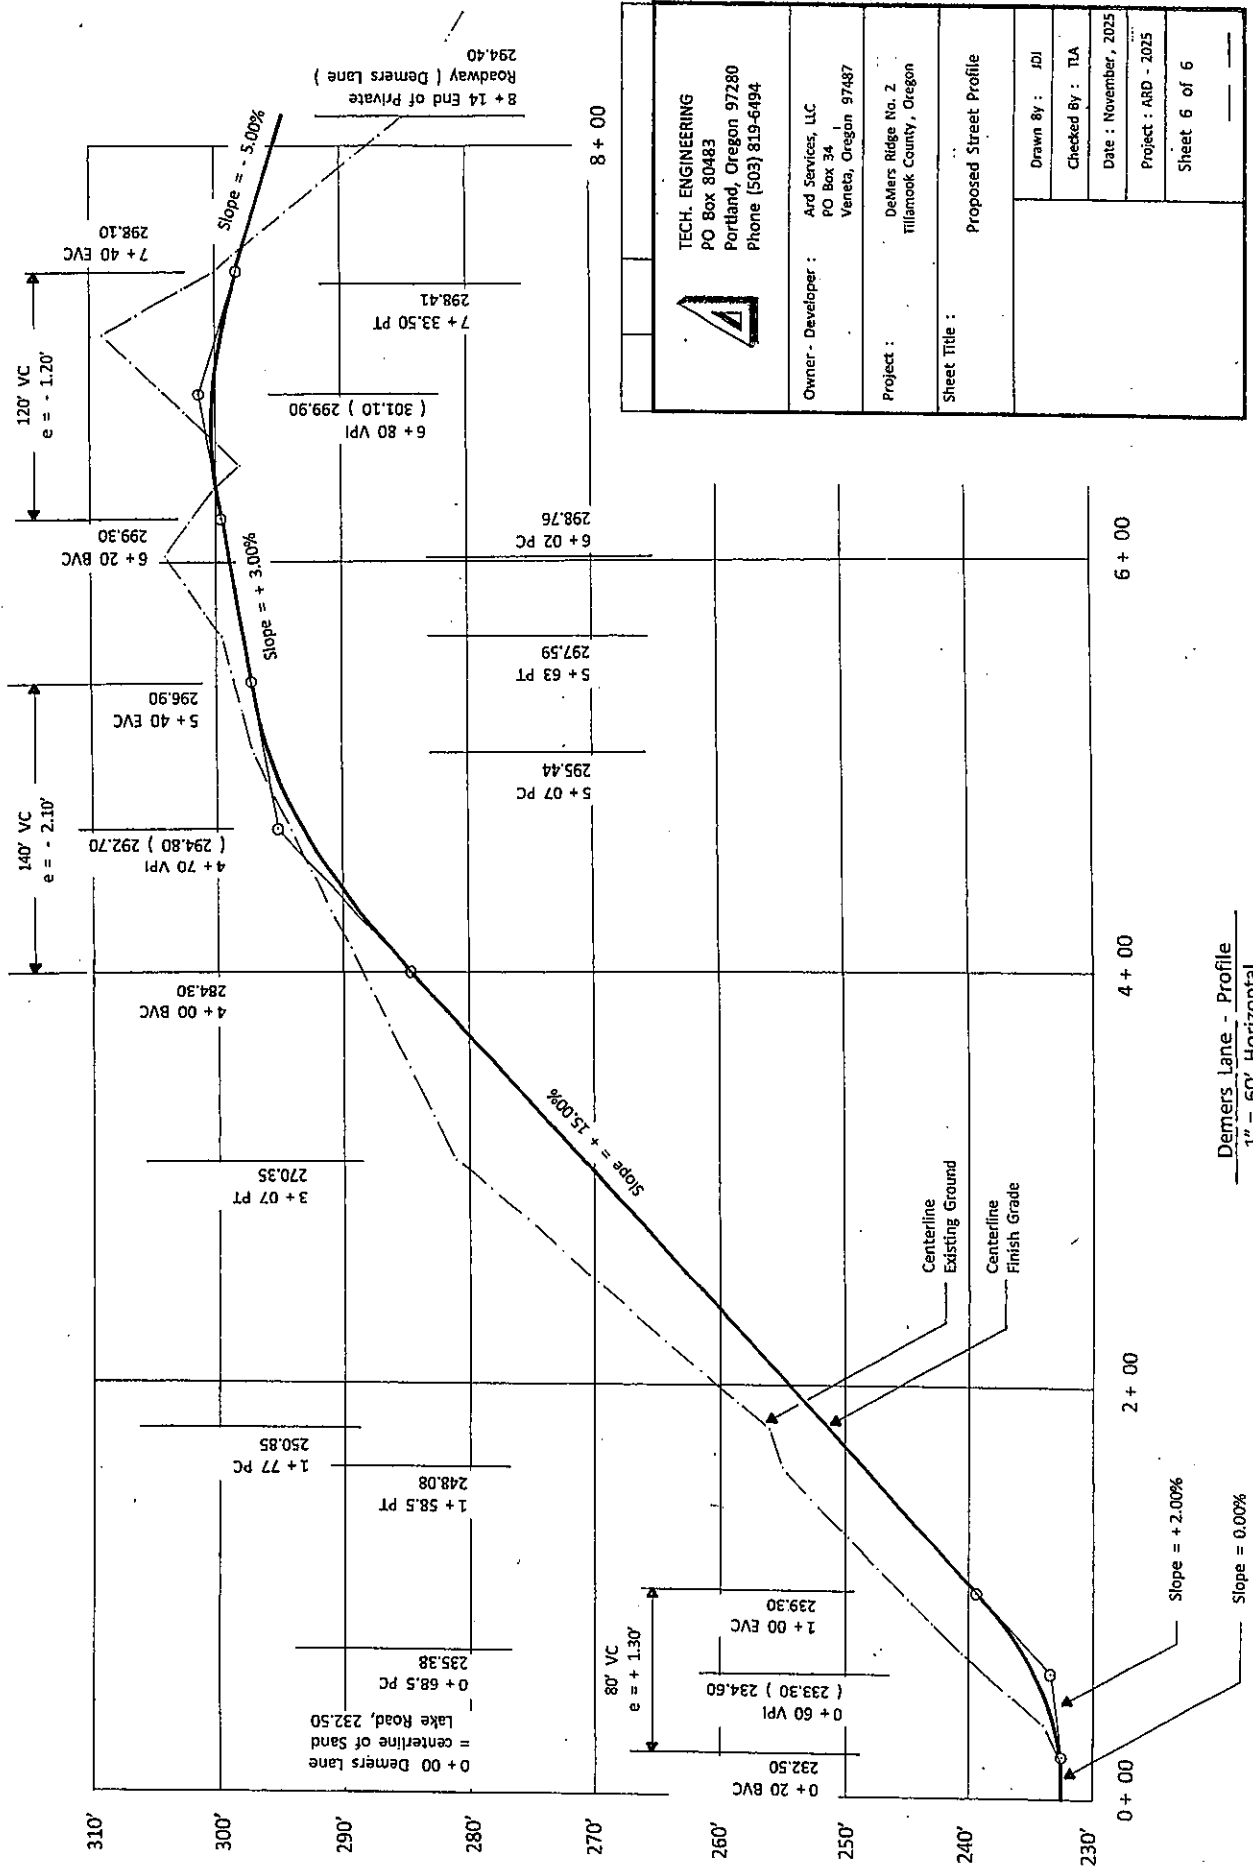 310'
300'
290'
280'
270'
260'
250'
240'
230'
0 + 00
2 + 00
4 + 00
6 + 00
8 + 00
0 + 00 Demers Lane
= centerline of Sand
Lake Road, 232.50
0 + 20 BVC
232.50
80' VC
e = + 1.30'
0 + 60 VPI
( 233.30 ) 234.60
0 + 68.5 PC
235.38
1 + 00 EVC
239.30
1 + 58.5 PT
248.08
1 + 77 PC
250.85
3 + 07 PT
270.35
4 + 00 BVC
284.30
140' VC
e = - 2.10'
4 + 70 VPI
( 294.80 ) 292.70
5 + 07 PC
295.44
5 + 40 EVC
296.90
5 + 63 PT
297.59
6 + 02 PC
298.76
6 + 20 BVC
299.30
120' VC
e = - 1.20'
6 + 80 VPI
( 301.10 ) 299.90
7 + 33.50 PT
298.41
7 + 40 EVC
298.10
8 + 14 End of Private
Roadway ( Demers Lane )
294.40
Slope = 0.00%
Slope = +2.00%
Slope = + 15.00%
Slope = + 3.00%
Slope = - 5.00%
Centerline
Existing Ground
Centerline
Finish Grade
Demers Lane - Profile
1" = 60' Horizontal
TECH. ENGINEERING
PO Box 80483
Portland, Oregon 97280
Phone (503) 819-6494
Owner - Developer : Ard Services, LLC
PO Box 34
Veneta, Oregon 97487
Project : DeMers Ridge No. 2
Tillamook County, Oregon
Sheet Title :
Proposed Street Profile
Drawn By : JDJ
Checked By : TLA
Date : November, 2025
Project : ARD - 2025
Sheet 6 of 6